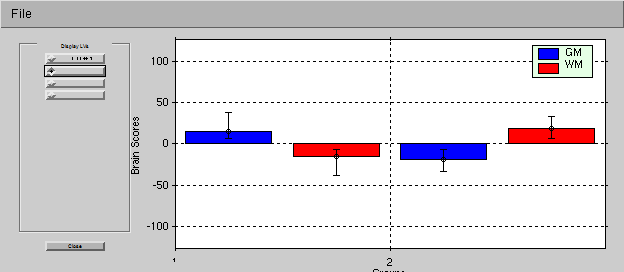 File
Display LVs
Close
Brain Scores
100
50
0
-50
-100
GM
WM
1
2